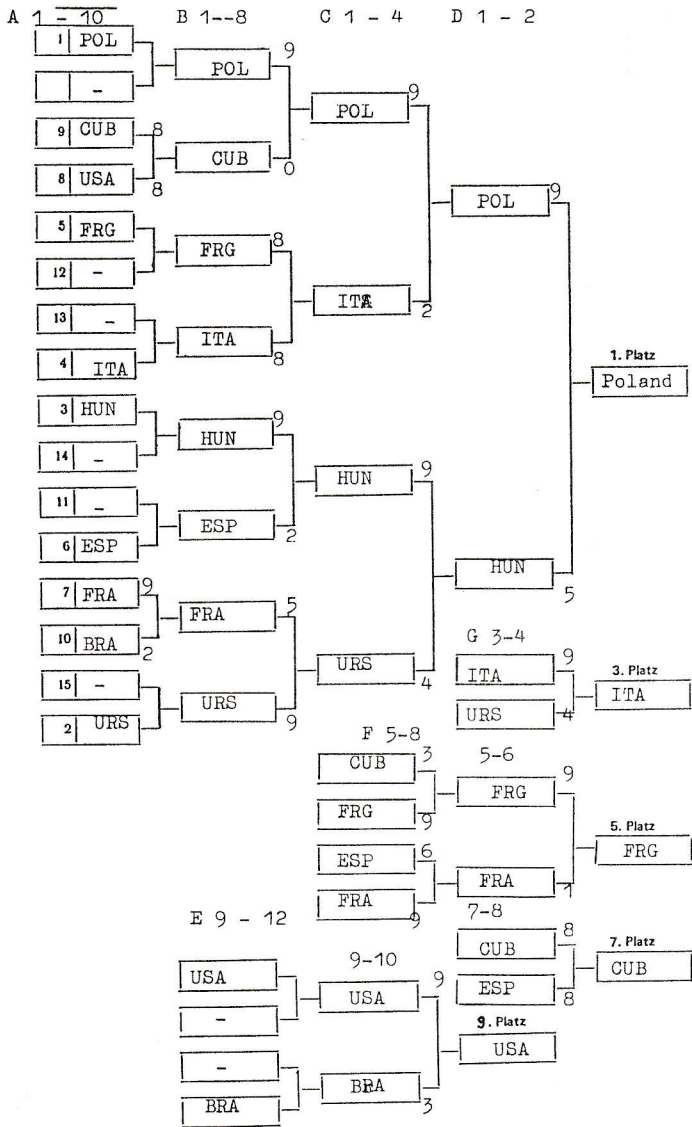 A 1 - 10 B 1--8 C 1 - 4 D 1 - 2
1 POL 9
POL 9
- POL
9 CUB 8
CUB
8 USA 8 0
POL 9
5 FRG 8
FRG
12 -
ITA 2
13 -
ITA
4 ITA 8
1. Platz
Poland
3 HUN 9
HUN
14 - 9
HUN
11 -
ESP
6 ESP 2
HUN
7 FRA 9 5 5
FRA
10 BRA 2 G 3-4
URS 9 3. Platz
15 - ITA ITA
URS 4
2 URS 9 URS 4
F 5-8 3 5-6
CUB 9
FRG
FRG 9 5. Platz
ESP 6 FRG
FRA 1
FRA 9
E 9 - 12 7-8 8 7. Platz
USA 9-10 CUB CUB
9
USA ESP 8
- 9. Platz
- USA
BRA 3
BRA